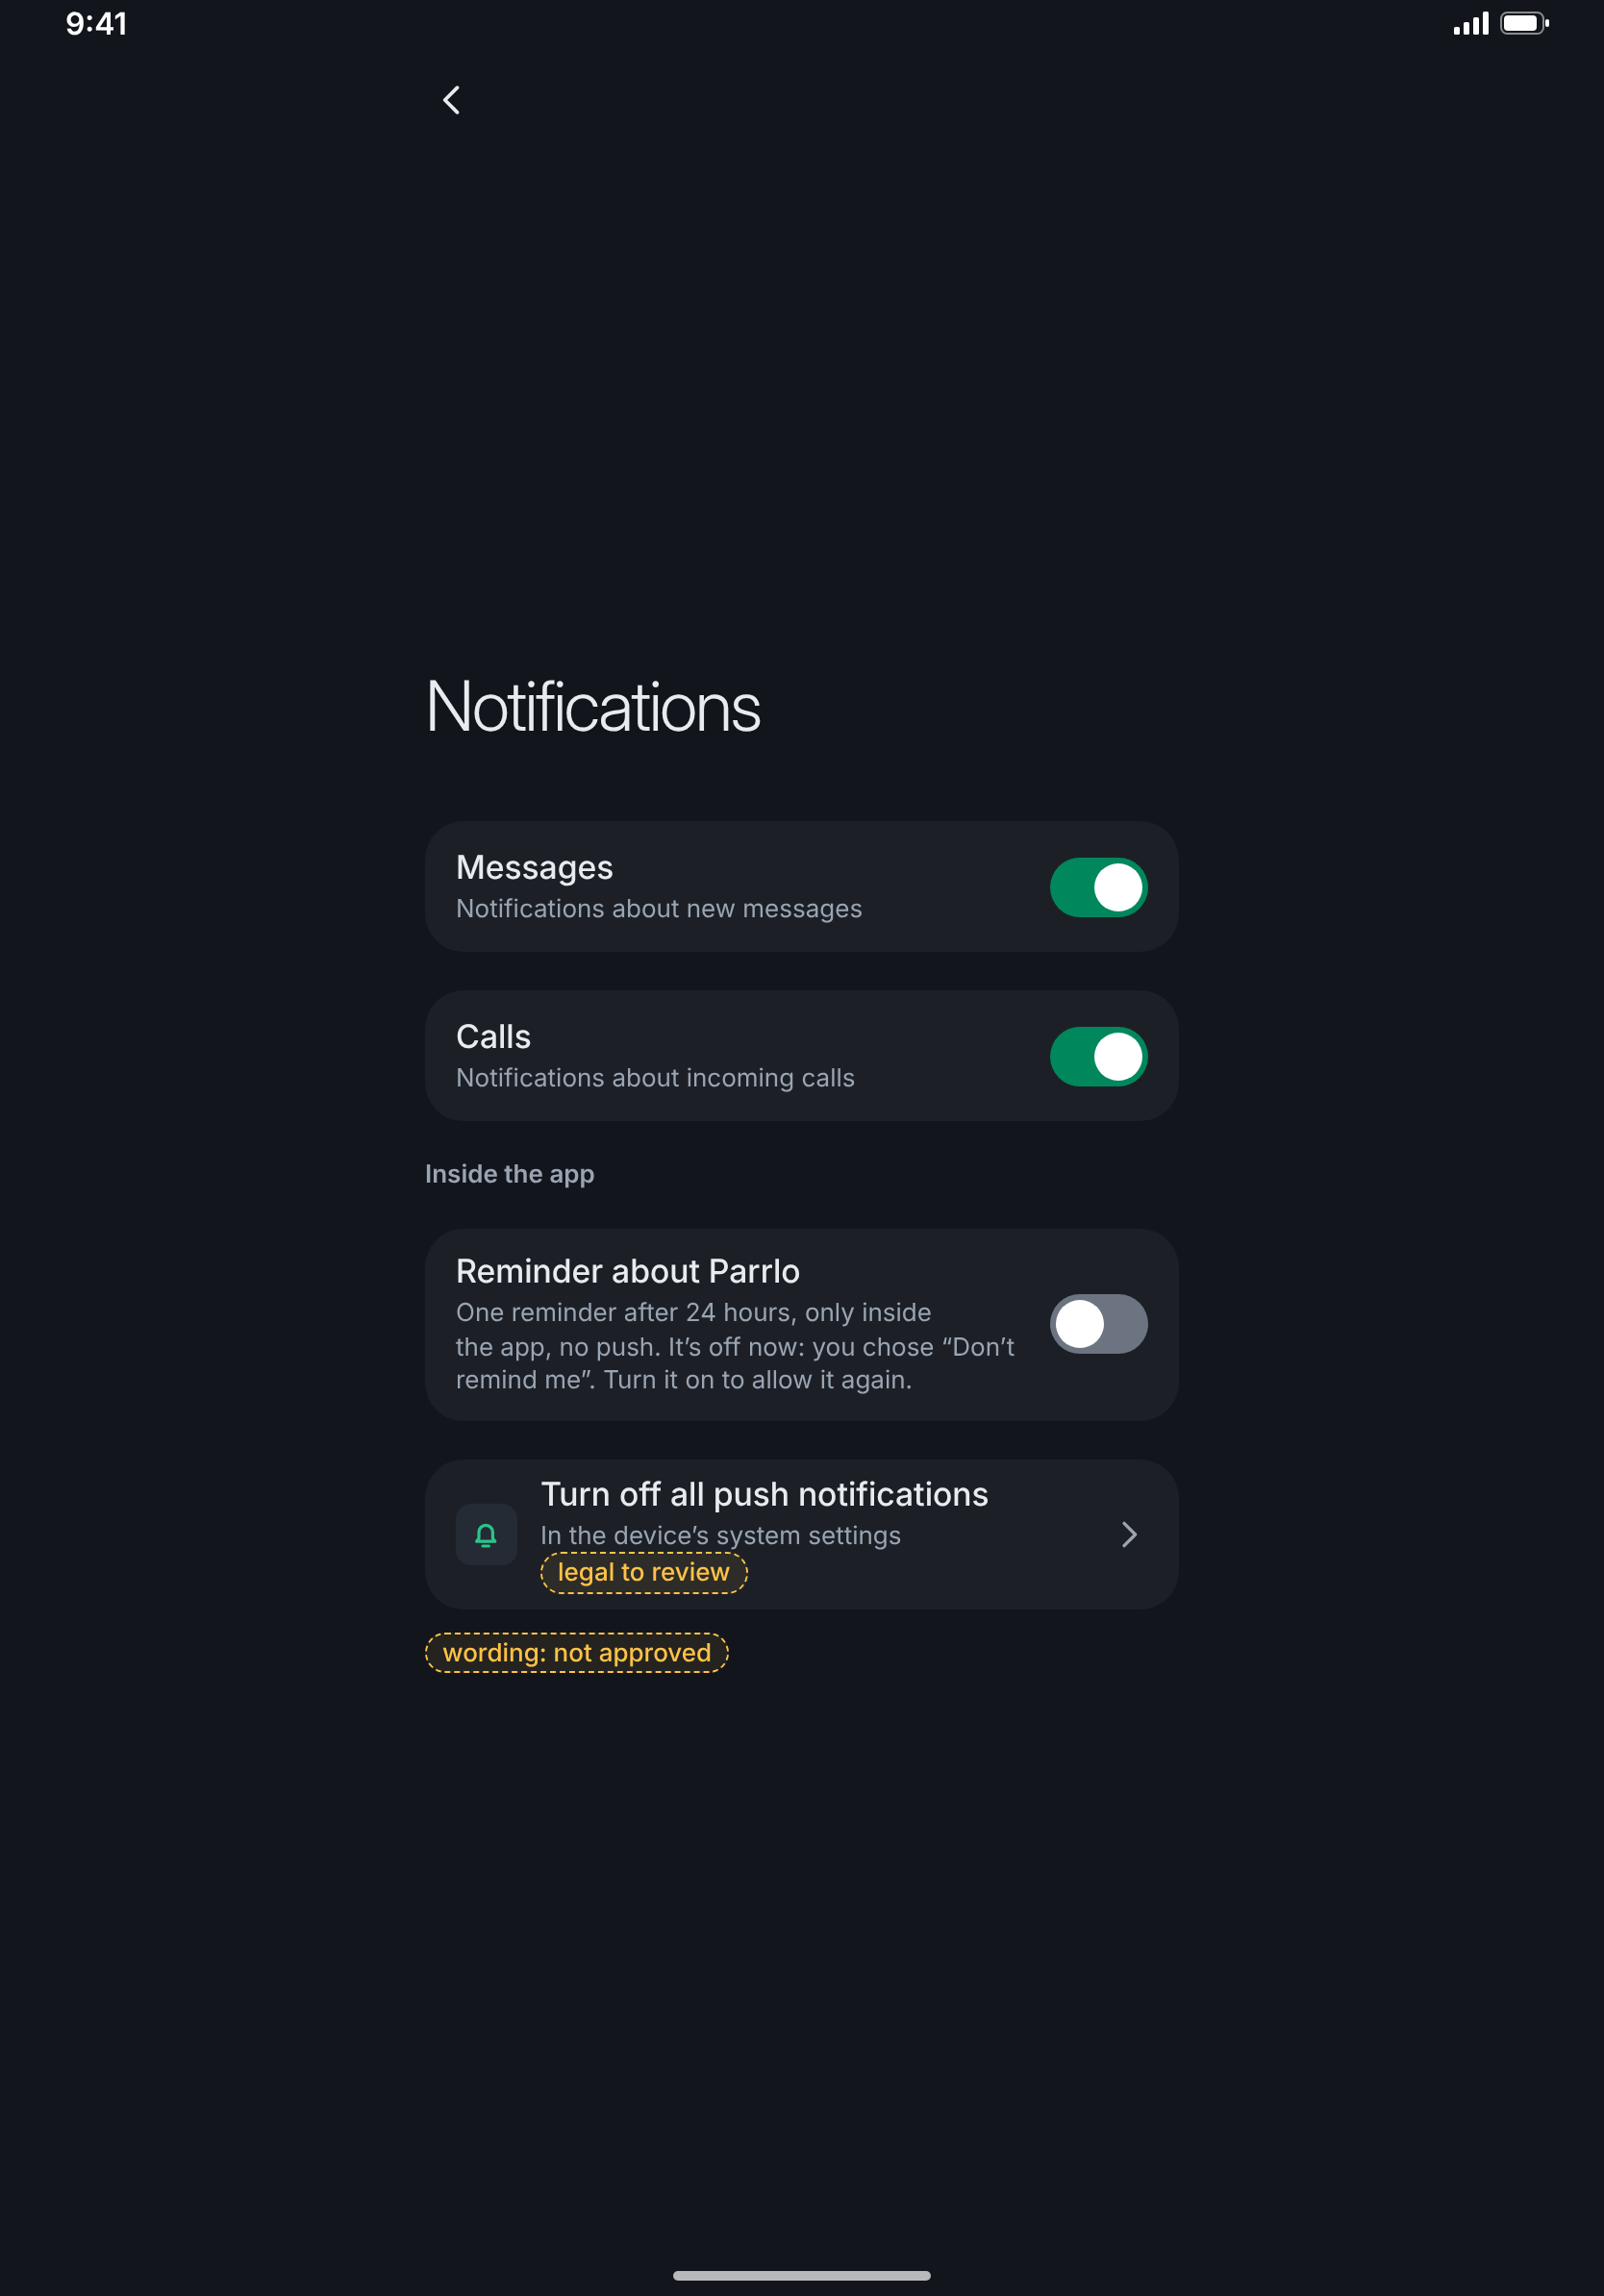 9:41
Notifications
Messages
Notifications about new messages
Calls
Notifications about incoming calls
Inside the app
Reminder about Parrlo
One reminder after 24 hours, only inside
the app, no push. It’s off now: you chose “Don’t
remind me”. Turn it on to allow it again.
Turn off all push notifications
In the device’s system settings
legal to review
wording: not approved